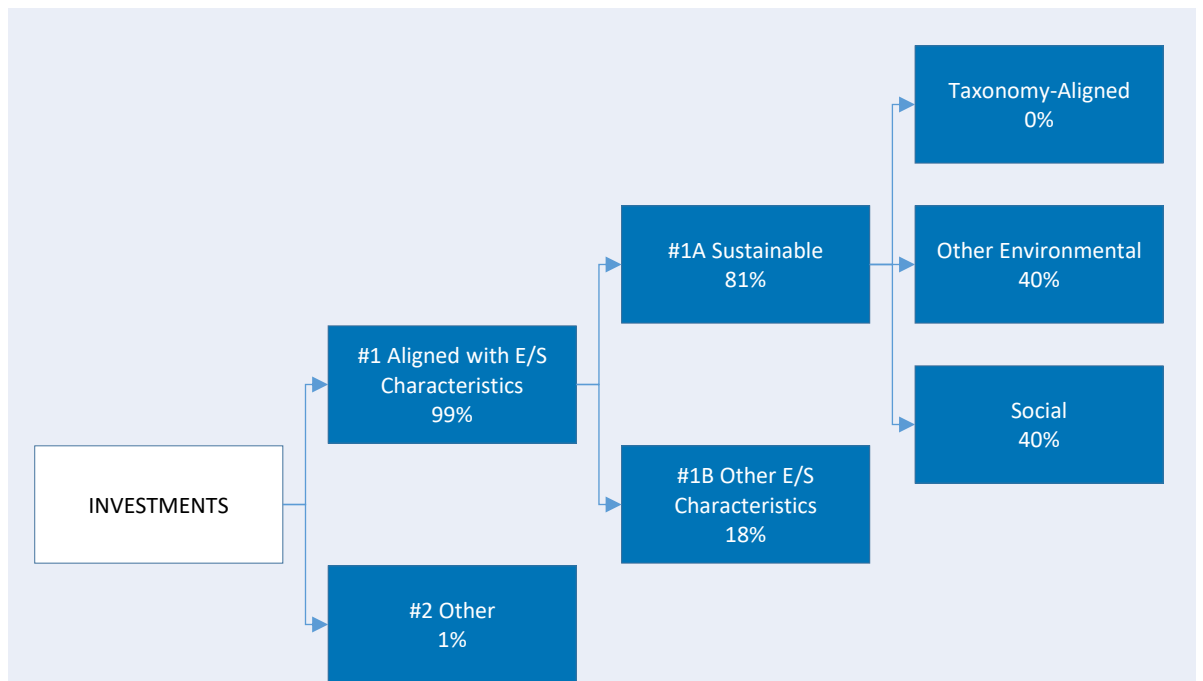 Taxonomy-Aligned
0%
#1A Sustainable
81%
Other Environmental
40%
#1 Aligned with E/S
Characteristics
99%
Social
40%
INVESTMENTS
#1B Other E/S
Characteristics
18%
#2 Other
1%